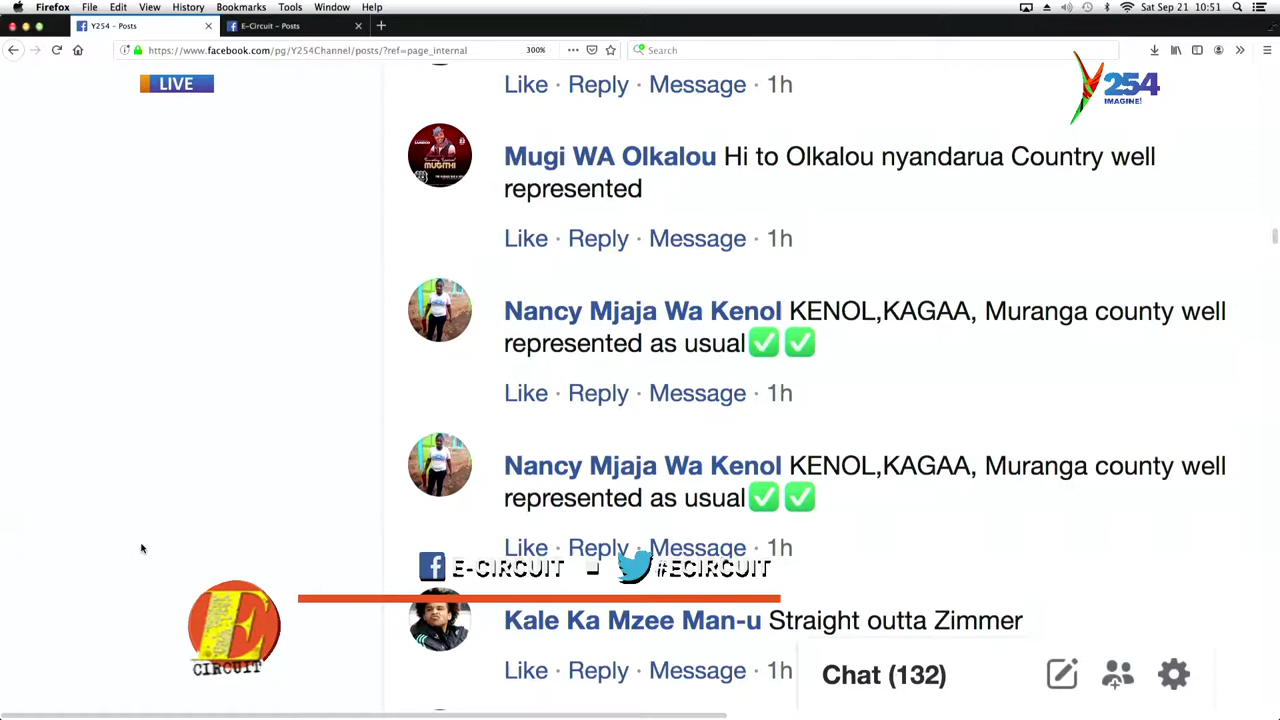 Firefox File Edit View History Bookmarks Tools Window Help Sat Sep 21 10:51
Y254 - Posts E-Circuit - Posts
https://www.facebook.com/pg/Y254Channel/posts/?ref=page_internal 300% Search
LIVE
254
IMAGINE!
Like · Reply · Message · 1h
Mugi WA Olkalou Hi to Olkalou nyandarua Country well
represented
Like · Reply · Message · 1h
Nancy Mjaja Wa Kenol KENOL,KAGAA, Muranga county well
represented as usual✅✅
Like · Reply · Message · 1h
Nancy Mjaja Wa Kenol KENOL,KAGAA, Muranga county well
represented as usual✅✅
Like · Reply · Message · 1h
E-CIRCUIT #ECIRCUIT
Kale Ka Mzee Man-u Straight outta Zimmer
Like · Reply · Message · 1h
E
CIRCUIT
Chat (132)